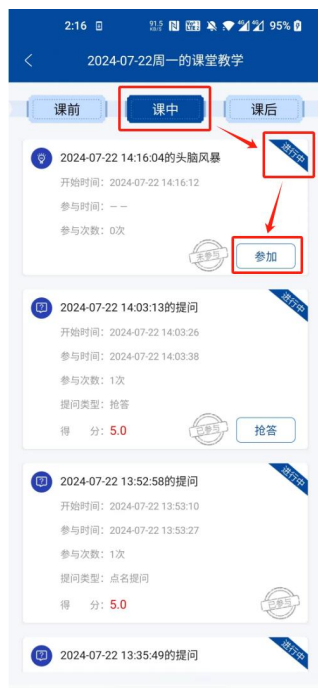 2:16 91.5 KB/S 4G 4G 95%
2024-07-22周一的课堂教学
课前 课中 课后
2024-07-22 14:16:04的头脑风暴 进行中
开始时间：2024-07-22 14:16:12
参与时间：— —
参与次数：0次
未参与 参加
2024-07-22 14:03:13的提问 进行中
开始时间：2024-07-22 14:03:26
参与时间：2024-07-22 14:03:38
参与次数：1次
提问类型：抢答
得 分：5.0 已参与 抢答
2024-07-22 13:52:58的提问 进行中
开始时间：2024-07-22 13:53:10
参与时间：2024-07-22 13:53:27
参与次数：1次
提问类型：点名提问
得 分：5.0 已参与
2024-07-22 13:35:49的提问 进行中